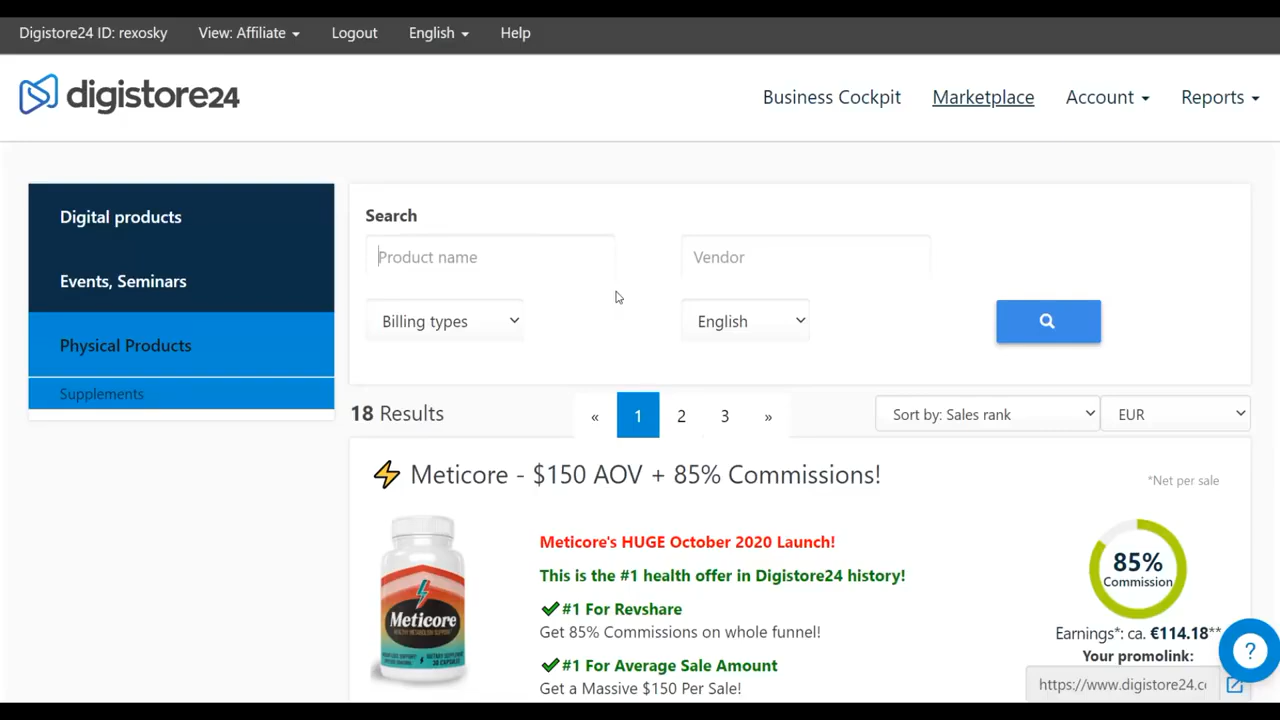 Digistore24 ID: rexosky View: Affiliate Logout English Help
digistore24 Business Cockpit Marketplace Account Reports
Digital products
Events, Seminars
Physical Products
Supplements
Search
Product name Vendor
Billing types English
18 Results « 1 2 3 » Sort by: Sales rank EUR
Meticore - $150 AOV + 85% Commissions!
*Net per sale
Meticore
Meticore's HUGE October 2020 Launch!
This is the #1 health offer in Digistore24 history!
#1 For Revshare
Get 85% Commissions on whole funnel!
#1 For Average Sale Amount
Get a Massive $150 Per Sale!
85%
Commission
Earnings*: ca. €114.18**
Your promolink:
https://www.digistore24.c
?